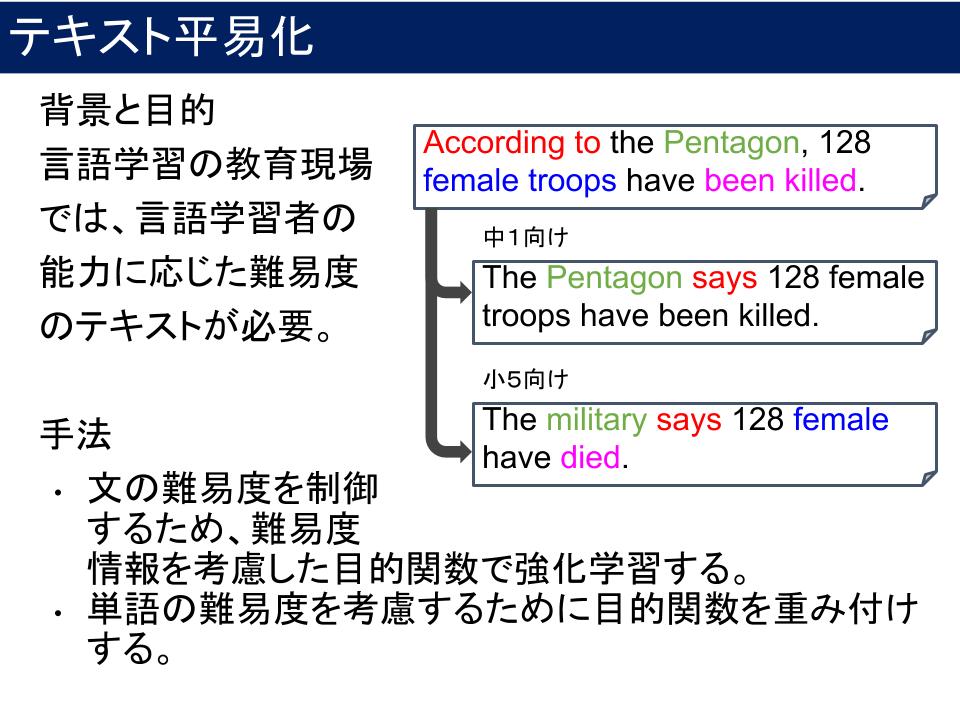 テキスト平易化
背景と目的
言語学習の教育現場
では、言語学習者の
能力に応じた難易度
のテキストが必要。
According to the Pentagon, 128
female troops have been killed.
中１向け
The Pentagon says 128 female
troops have been killed.
小５向け
The military says 128 female
have died.
手法
・ 文の難易度を制御
するため、難易度
情報を考慮した目的関数で強化学習する。
・ 単語の難易度を考慮するために目的関数を重み付け
する。